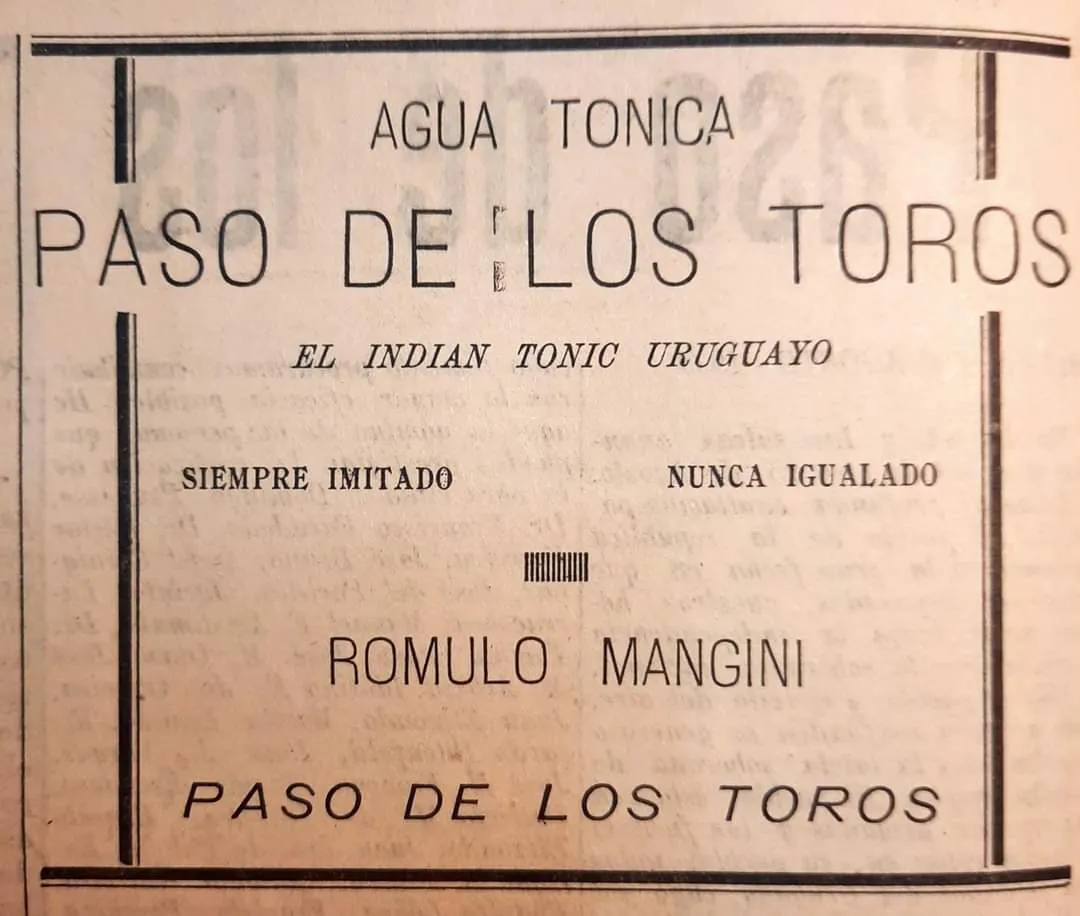 AGUA TONICA
PASO DE LOS TOROS
EL INDIAN TONIC URUGUAYO
SIEMPRE IMITADO NUNCA IGUALADO
ROMULO MANGINI
PASO DE LOS TOROS